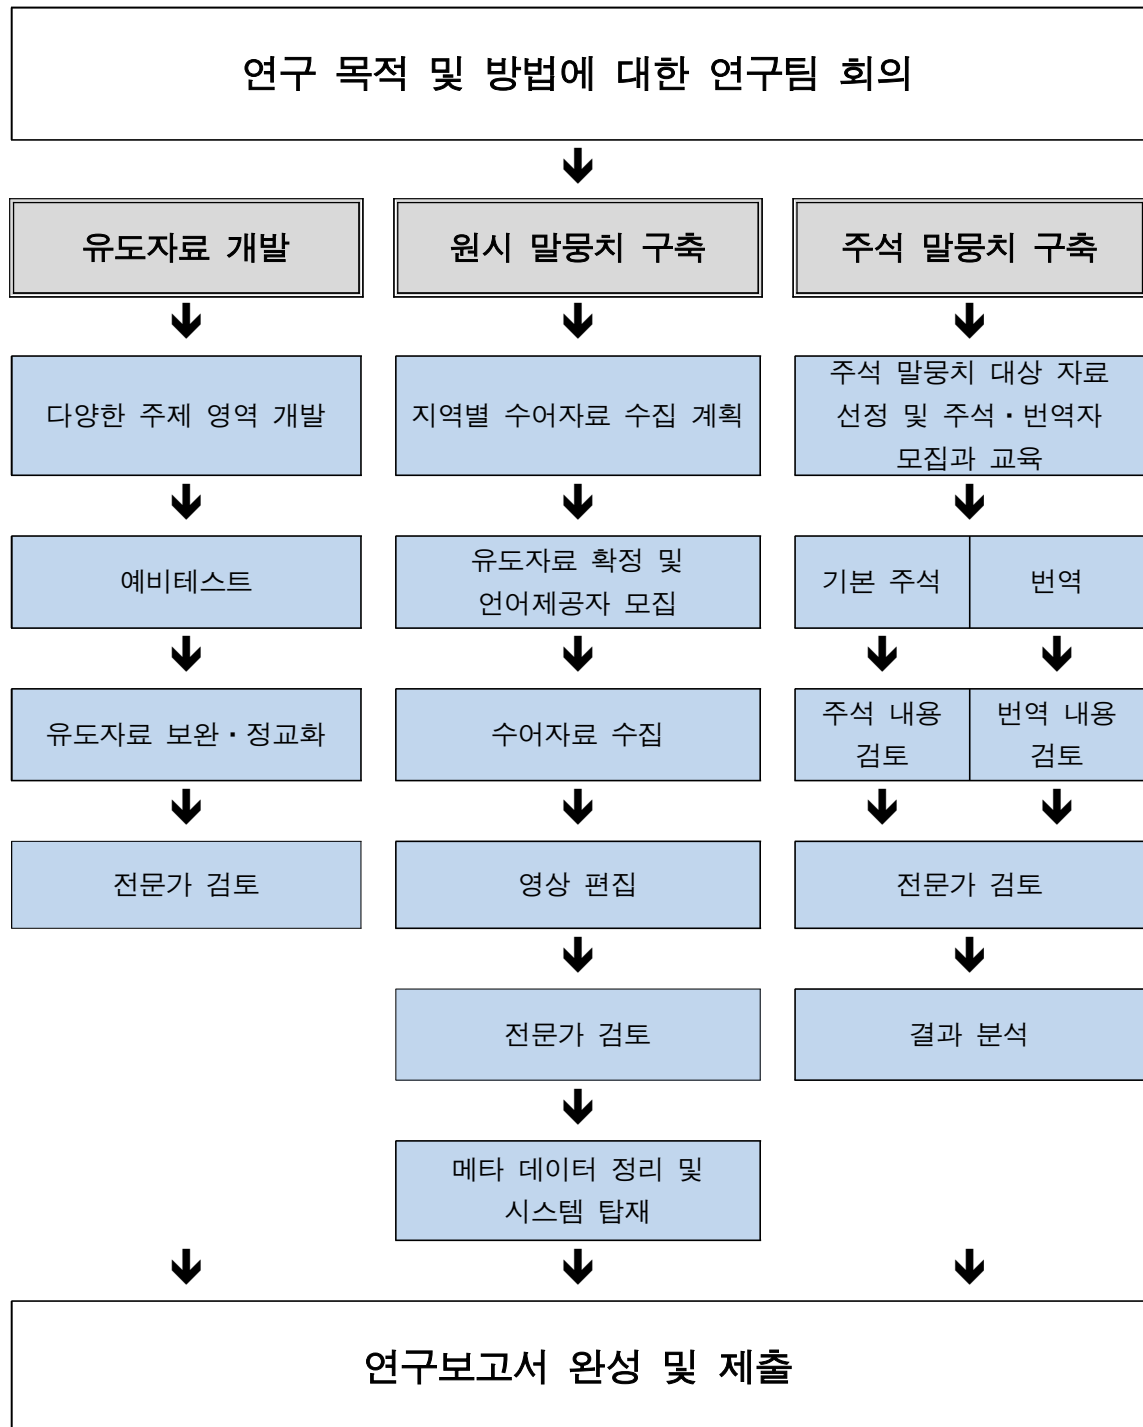 연구 목적 및 방법에 대한 연구팀 회의
유도자료 개발
원시 말뭉치 구축
주석 말뭉치 구축
다양한 주제 영역 개발
지역별 수어자료 수집 계획
주석 말뭉치 대상 자료
선정 및 주석·번역자
모집과 교육
예비테스트
유도자료 확정 및
언어제공자 모집
기본 주석
번역
유도자료 보완·정교화
수어자료 수집
주석 내용
검토
번역 내용
검토
전문가 검토
영상 편집
전문가 검토
전문가 검토
결과 분석
메타 데이터 정리 및
시스템 탑재
연구보고서 완성 및 제출